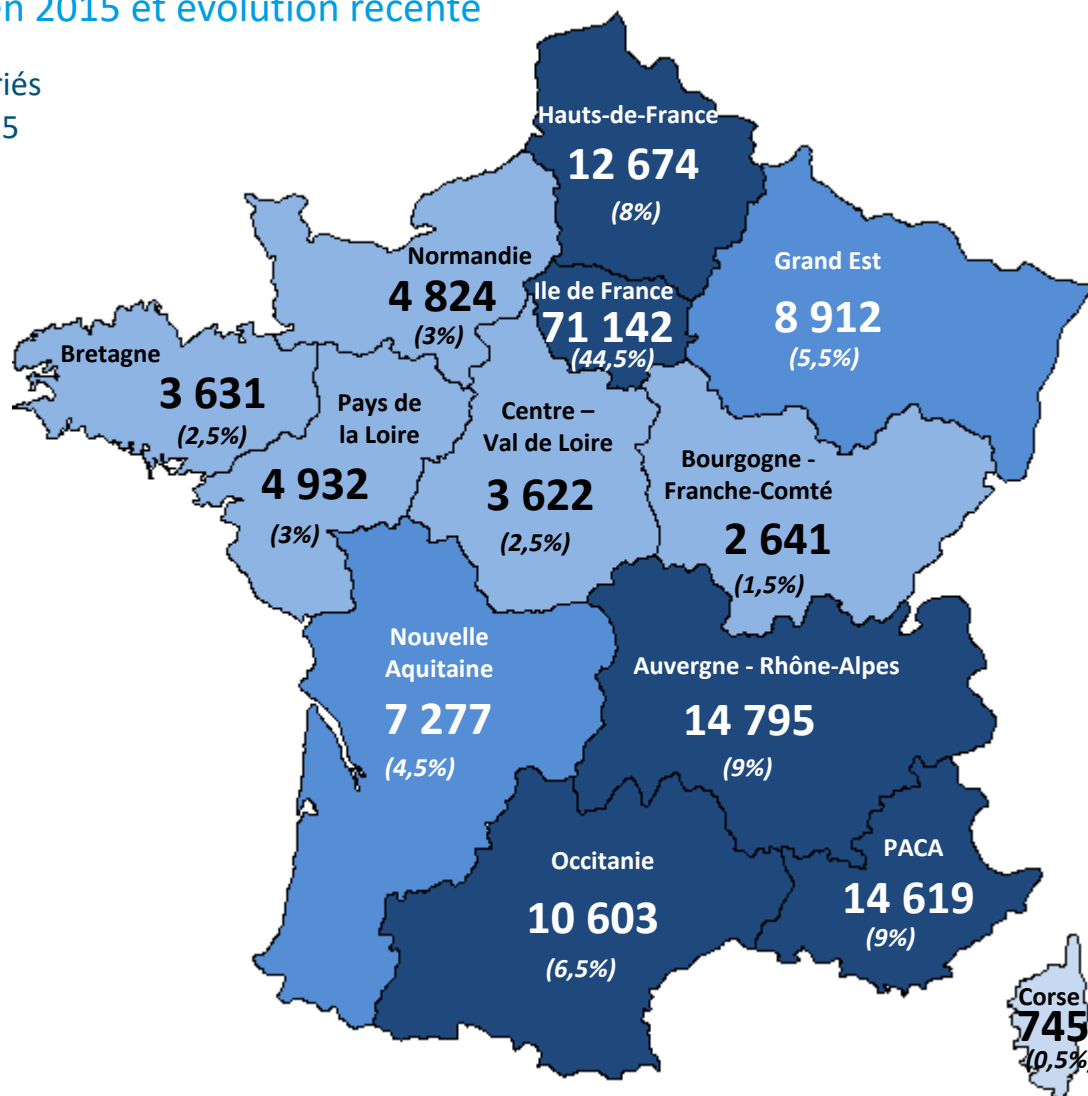 en 2015 et évolution récente
riés
5
Hauts-de-France
12 674
(8%)
Normandie
4 824
(3%)
Ile de France
71 142
(44,5%)
Grand Est
8 912
(5,5%)
Bretagne
3 631
(2,5%)
Pays de
la Loire
4 932
(3%)
Centre –
Val de Loire
3 622
(2,5%)
Bourgogne -
Franche-Comté
2 641
(1,5%)
Nouvelle
Aquitaine
7 277
(4,5%)
Auvergne - Rhône-Alpes
14 795
(9%)
Occitanie
10 603
(6,5%)
PACA
14 619
(9%)
Corse
745
(0,5%